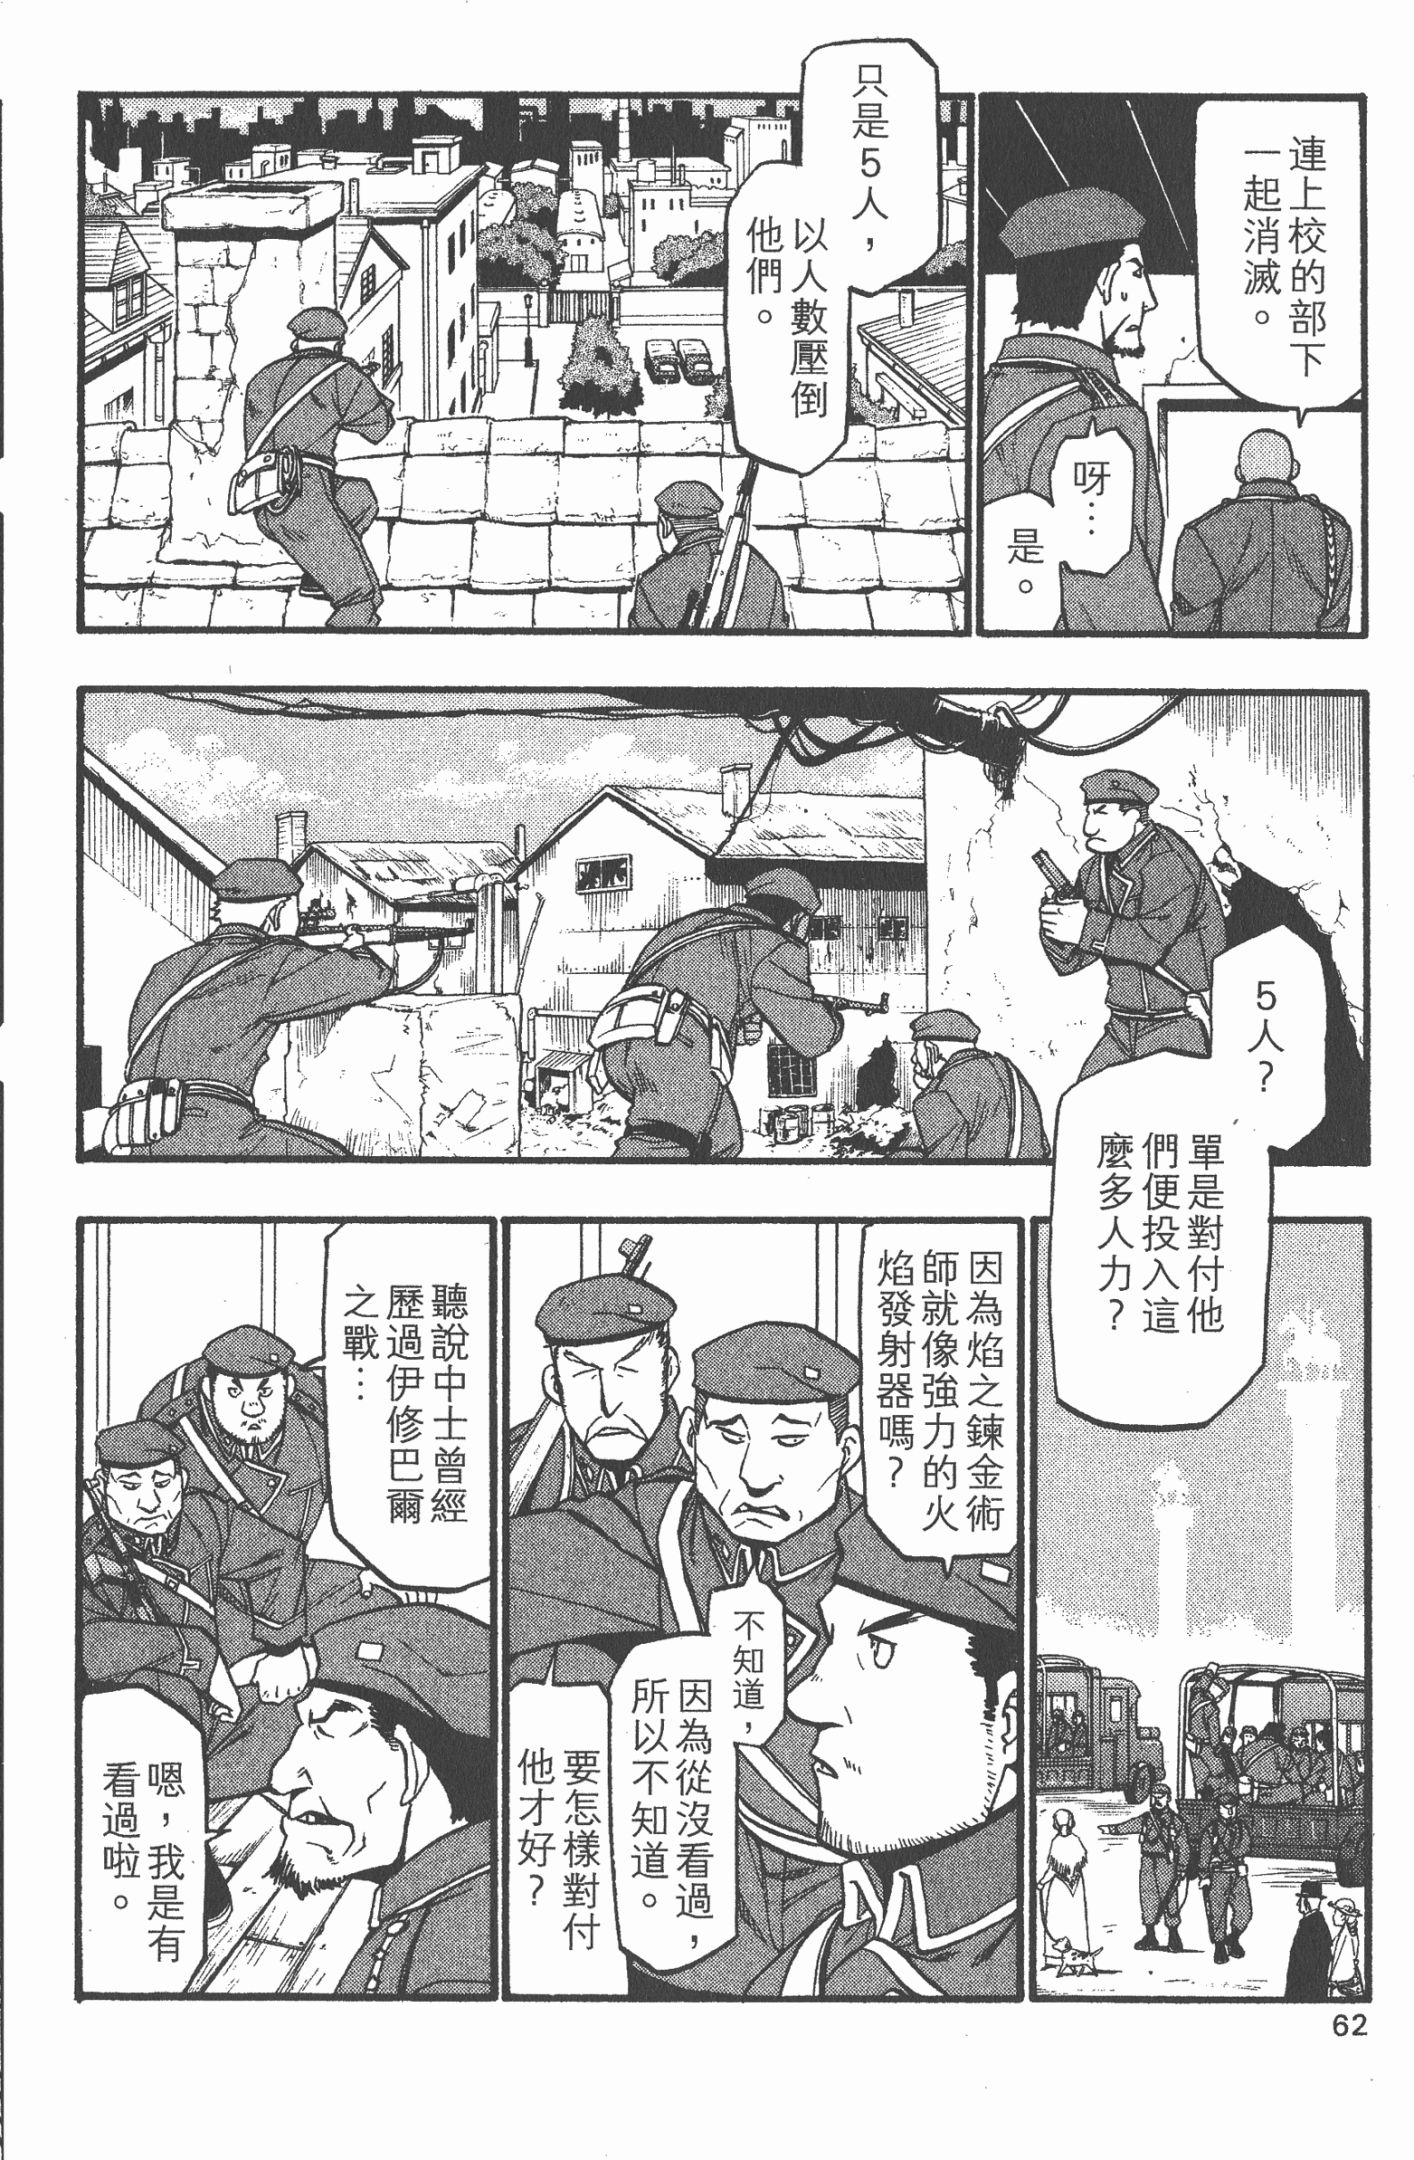 連上校的部下
一起消滅。
呀…
是。
只是5人，
以人數壓倒
他們。
5人？
單是對付他
們便投入這
麼多人力？
因為焰之鍊金術
師就像強力的火
焰發射器嗎？
不知道，
因為從沒看過，
所以不知道。
要怎樣對付
他才好？
聽說中士曾經
歷過伊修巴爾
之戰…
嗯，我是有
看過啦。
62